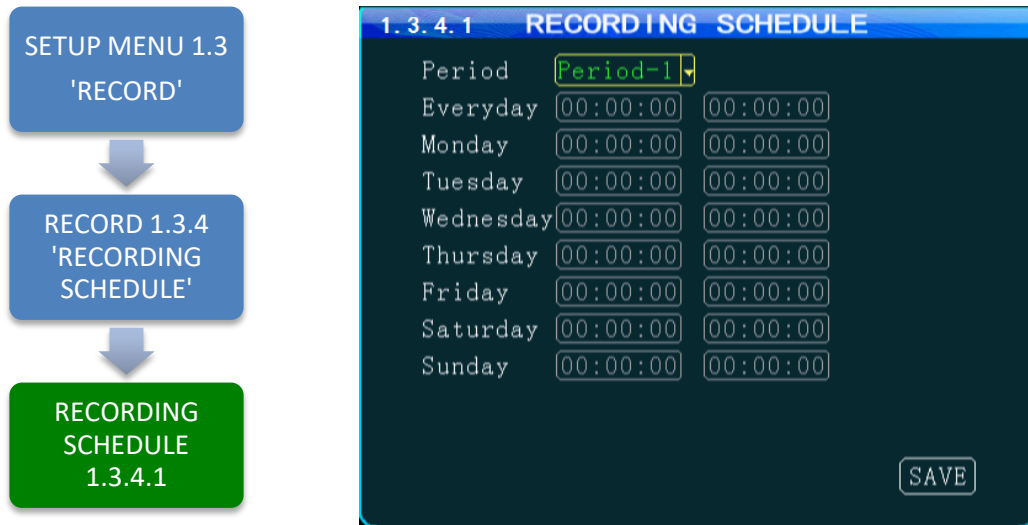 SETUP MENU 1.3
'RECORD'
RECORD 1.3.4
'RECORDING
SCHEDULE'
RECORDING
SCHEDULE
1.3.4.1
1.3.4.1 RECORDING SCHEDULE
Period Period-1
Everyday 00:00:00 00:00:00
Monday 00:00:00 00:00:00
Tuesday 00:00:00 00:00:00
Wednesday 00:00:00 00:00:00
Thursday 00:00:00 00:00:00
Friday 00:00:00 00:00:00
Saturday 00:00:00 00:00:00
Sunday 00:00:00 00:00:00
SAVE